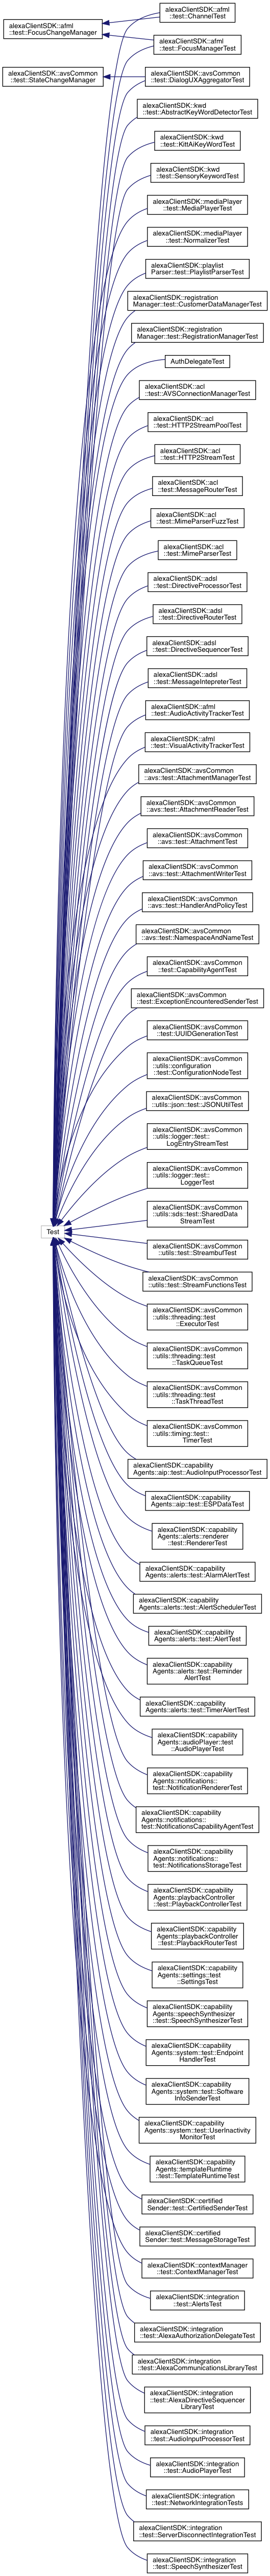 alexaClientSDK::afml
::test::FocusChangeManager
alexaClientSDK::avsCommon
::test::StateChangeManager
Test
alexaClientSDK::afml
::test::ChannelTest
alexaClientSDK::afml
::test::FocusManagerTest
alexaClientSDK::avsCommon
::test::DialogUXAggregatorTest
alexaClientSDK::kwd
::test::AbstractKeyWordDetectorTest
alexaClientSDK::kwd
::test::KittAiKeyWordTest
alexaClientSDK::kwd
::test::SensoryKeywordTest
alexaClientSDK::mediaPlayer
::test::MediaPlayerTest
alexaClientSDK::mediaPlayer
::test::NormalizerTest
alexaClientSDK::playlist
Parser::test::PlaylistParserTest
alexaClientSDK::registration
Manager::test::CustomerDataManagerTest
alexaClientSDK::registration
Manager::test::RegistrationManagerTest
AuthDelegateTest
alexaClientSDK::acl
::test::AVSConnectionManagerTest
alexaClientSDK::acl
::test::HTTP2StreamPoolTest
alexaClientSDK::acl
::test::HTTP2StreamTest
alexaClientSDK::acl
::test::MessageRouterTest
alexaClientSDK::acl
::test::MimeParserFuzzTest
alexaClientSDK::acl
::test::MimeParserTest
alexaClientSDK::adsl
::test::DirectiveProcessorTest
alexaClientSDK::adsl
::test::DirectiveRouterTest
alexaClientSDK::adsl
::test::DirectiveSequencerTest
alexaClientSDK::adsl
::test::MessageIntepreterTest
alexaClientSDK::afml
::test::AudioActivityTrackerTest
alexaClientSDK::afml
::test::VisualActivityTrackerTest
alexaClientSDK::avsCommon
::avs::test::AttachmentManagerTest
alexaClientSDK::avsCommon
::avs::test::AttachmentReaderTest
alexaClientSDK::avsCommon
::avs::test::AttachmentTest
alexaClientSDK::avsCommon
::avs::test::AttachmentWriterTest
alexaClientSDK::avsCommon
::avs::test::HandlerAndPolicyTest
alexaClientSDK::avsCommon
::avs::test::NamespaceAndNameTest
alexaClientSDK::avsCommon
::test::CapabilityAgentTest
alexaClientSDK::avsCommon
::test::ExceptionEncounteredSenderTest
alexaClientSDK::avsCommon
::test::UUIDGenerationTest
alexaClientSDK::avsCommon
::utils::configuration
::test::ConfigurationNodeTest
alexaClientSDK::avsCommon
::utils::json::test::JSONUtilTest
alexaClientSDK::avsCommon
::utils::logger::test::
LogEntryStreamTest
alexaClientSDK::avsCommon
::utils::logger::test::
LoggerTest
alexaClientSDK::avsCommon
::utils::sds::test::SharedData
StreamTest
alexaClientSDK::avsCommon
::utils::test::StreambufTest
alexaClientSDK::avsCommon
::utils::test::StreamFunctionsTest
alexaClientSDK::avsCommon
::utils::threading::test
::ExecutorTest
alexaClientSDK::avsCommon
::utils::threading::test
::TaskQueueTest
alexaClientSDK::avsCommon
::utils::threading::test
::TaskThreadTest
alexaClientSDK::avsCommon
::utils::timing::test::
TimerTest
alexaClientSDK::capability
Agents::aip::test::AudioInputProcessorTest
alexaClientSDK::capability
Agents::aip::test::ESPDataTest
alexaClientSDK::capability
Agents::alerts::renderer
::test::RendererTest
alexaClientSDK::capability
Agents::alerts::test::AlarmAlertTest
alexaClientSDK::capability
Agents::alerts::test::AlertSchedulerTest
alexaClientSDK::capability
Agents::alerts::test::AlertTest
alexaClientSDK::capability
Agents::alerts::test::Reminder
AlertTest
alexaClientSDK::capability
Agents::alerts::test::TimerAlertTest
alexaClientSDK::capability
Agents::audioPlayer::test
::AudioPlayerTest
alexaClientSDK::capability
Agents::notifications::
test::NotificationRendererTest
alexaClientSDK::capability
Agents::notifications::
test::NotificationsCapabilityAgentTest
alexaClientSDK::capability
Agents::notifications::
test::NotificationsStorageTest
alexaClientSDK::capability
Agents::playbackController
::test::PlaybackControllerTest
alexaClientSDK::capability
Agents::playbackController
::test::PlaybackRouterTest
alexaClientSDK::capability
Agents::settings::test
::SettingsTest
alexaClientSDK::capability
Agents::speechSynthesizer
::test::SpeechSynthesizerTest
alexaClientSDK::capability
Agents::system::test::Endpoint
HandlerTest
alexaClientSDK::capability
Agents::system::test::Software
InfoSenderTest
alexaClientSDK::capability
Agents::system::test::UserInactivity
MonitorTest
alexaClientSDK::capability
Agents::templateRuntime
::test::TemplateRuntimeTest
alexaClientSDK::certified
Sender::test::CertifiedSenderTest
alexaClientSDK::certified
Sender::test::MessageStorageTest
alexaClientSDK::contextManager
::test::ContextManagerTest
alexaClientSDK::integration
::test::AlertsTest
alexaClientSDK::integration
::test::AlexaAuthorizationDelegateTest
alexaClientSDK::integration
::test::AlexaCommunicationsLibraryTest
alexaClientSDK::integration
::test::AlexaDirectiveSequencer
LibraryTest
alexaClientSDK::integration
::test::AudioInputProcessorTest
alexaClientSDK::integration
::test::AudioPlayerTest
alexaClientSDK::integration
::test::NetworkIntegrationTests
alexaClientSDK::integration
::test::ServerDisconnectIntegrationTest
alexaClientSDK::integration
::test::SpeechSynthesizerTest